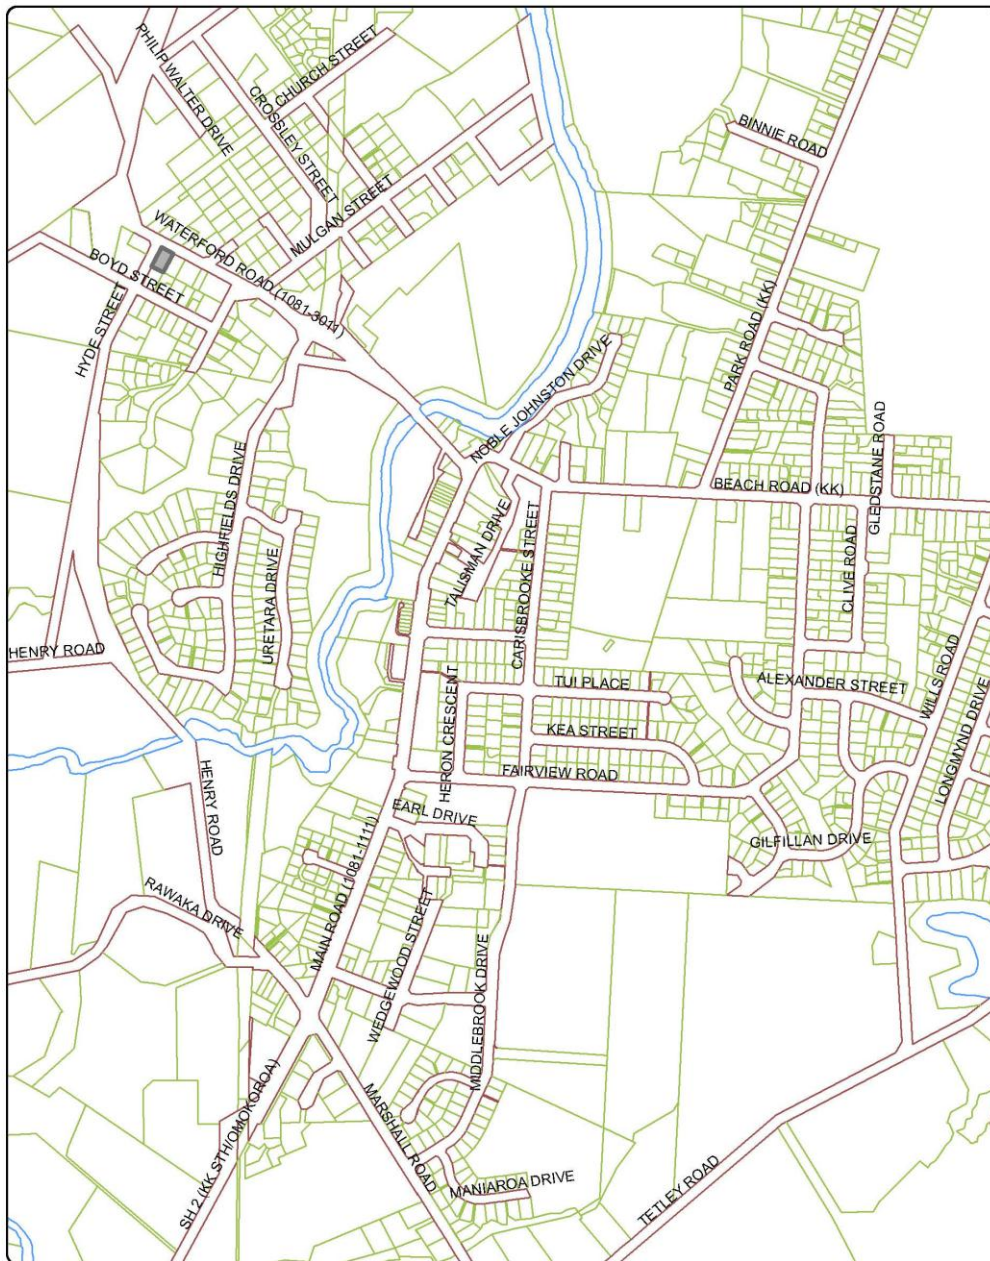 PHILIP WALTER DRIVE
CHURCH STREET
CROSSLEY STREET
BINNIE ROAD
MULGAN STREET
WATERFORD ROAD (1081-3011)
BOYD STREET
HYDE STREET
PARK ROAD (KK)
NOBLE JOHNSTON DRIVE
GLEDSTANE ROAD
HIGHFIELDS DRIVE
BEACH ROAD (KK)
TALISMAN DRIVE
CARISBROOKE STREET
URETARA DRIVE
CLIVE ROAD
HENRY ROAD
WILLS ROAD
TUI PLACE
ALEXANDER STREET
LONGMYND DRIVE
HERON CRESCENT
KEA STREET
FAIRVIEW ROAD
HENRY ROAD
EARL DRIVE
GILFILLAN DRIVE
MAIN ROAD (1081-1111)
RAWAKA DRIVE
WEDGEWOOD STREET
MIDDLEBROOK DRIVE
SH 2 (KK STH/OMOKOROA)
MARSHALL ROAD
MANIAROA DRIVE
TETLEY ROAD